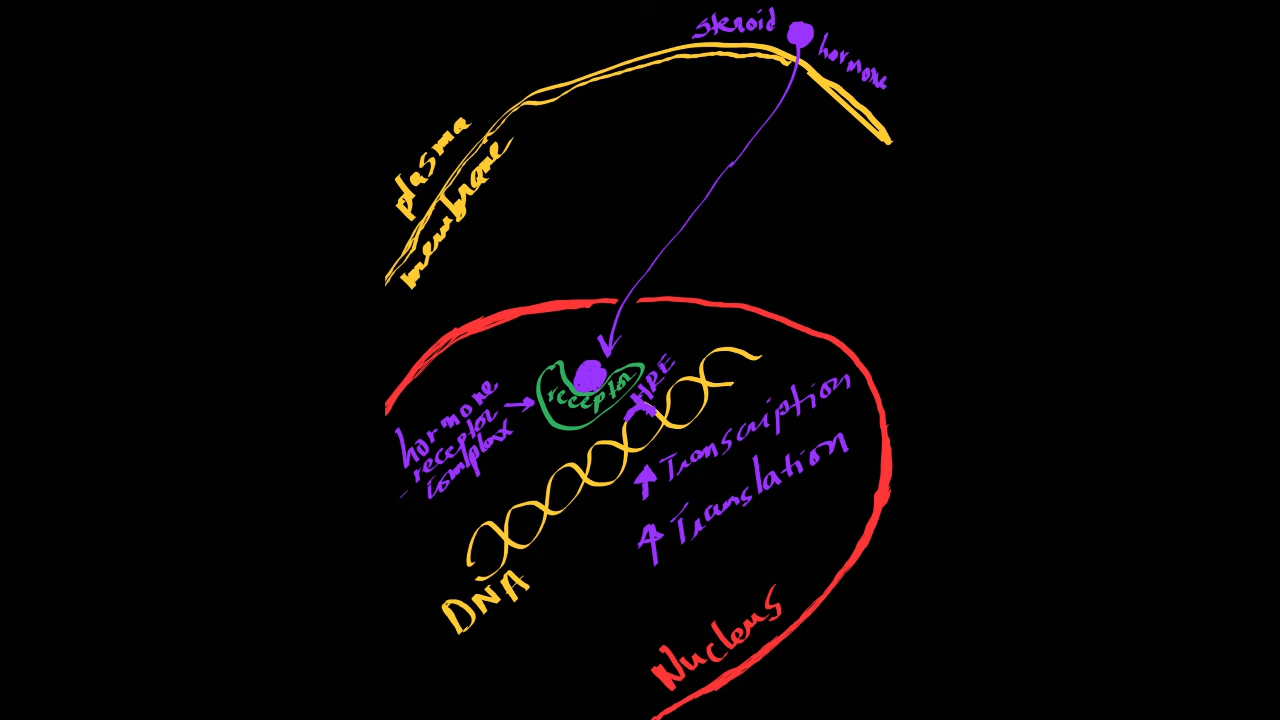 steroid
hormone
plasma
membrane
receptor
HRE
hormone
receptor
complex
Transcription
Translation
DNA
Nucleus